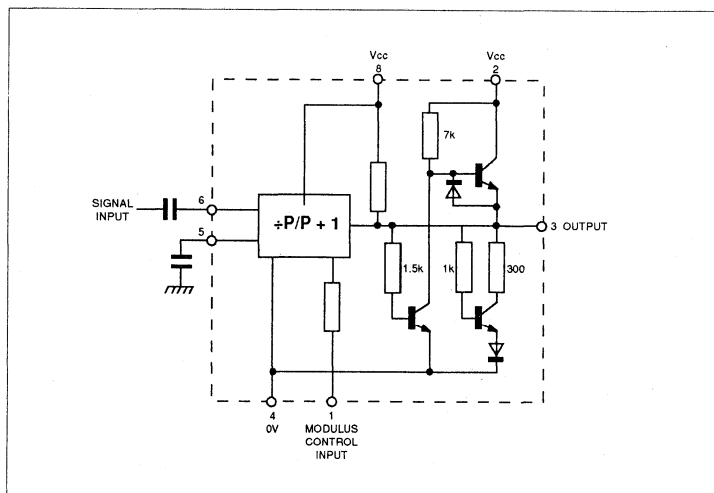 Vcc
8
Vcc
2
7k
SIGNAL
INPUT
6
5
÷P/P + 1
3 OUTPUT
1.5k
1k
300
4
0V
1
MODULUS
CONTROL
INPUT